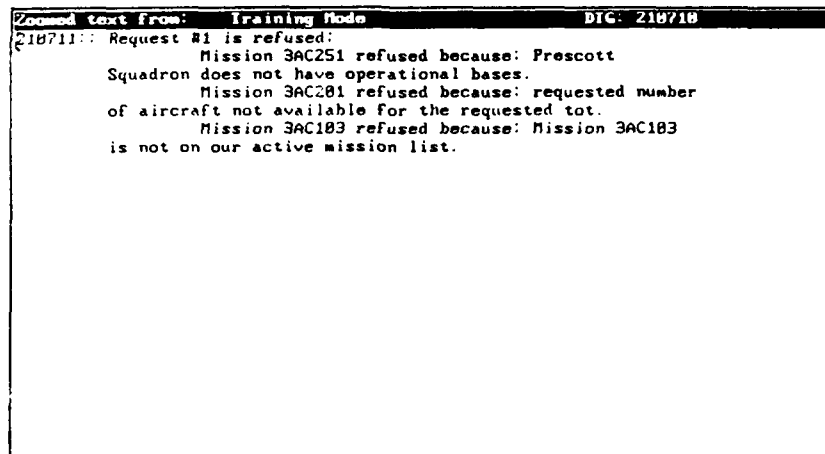 Zoomed text from:    Training Mode    DTG: 210710
210711:: Request #1 is refused:
Mission 3AC251 refused because: Prescott
Squadron does not have operational bases.
Mission 3AC201 refused because: requested number
of aircraft not available for the requested tot.
Mission 3AC103 refused because: Mission 3AC103
is not on our active mission list.